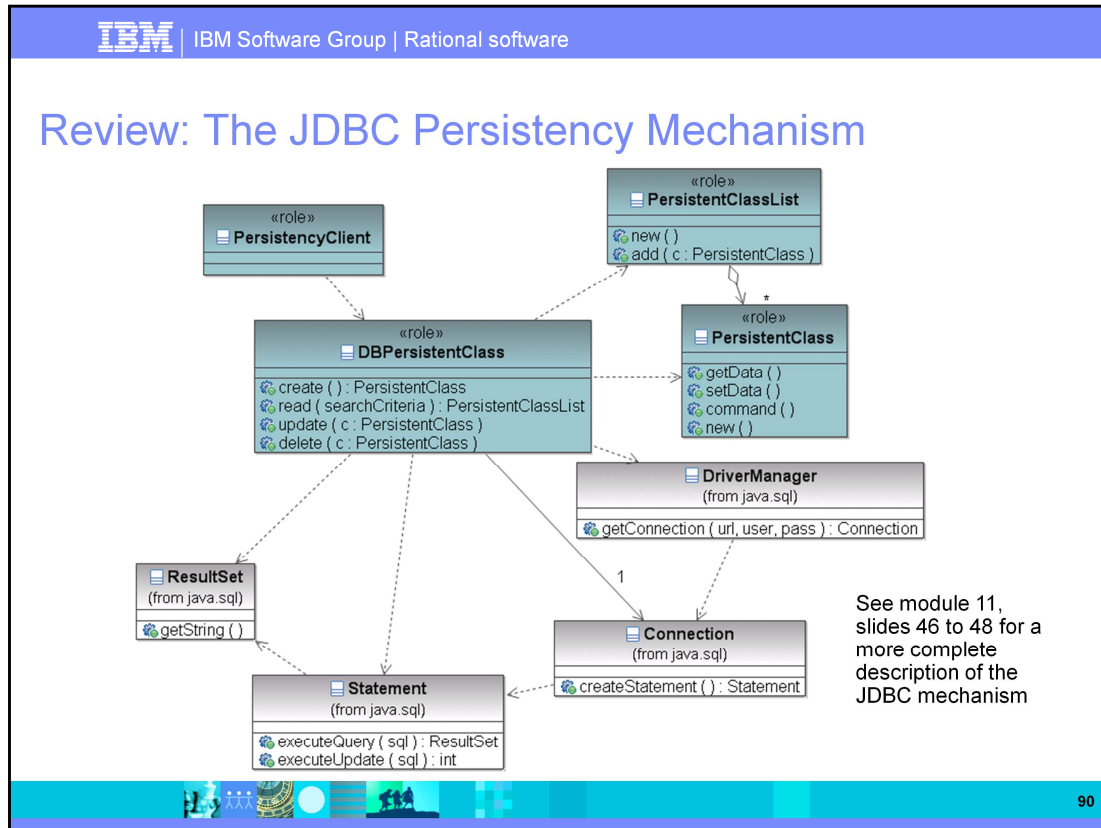 IBM | IBM Software Group | Rational software
Review: The JDBC Persistency Mechanism
«role»
PersistentClassList
new ( )
add ( c : PersistentClass )
«role»
PersistencyClient
*
«role»
PersistentClass
getData ( )
setData ( )
command ( )
new ( )
«role»
DBPersistentClass
create ( ) : PersistentClass
read ( searchCriteria ) : PersistentClassList
update ( c : PersistentClass )
delete ( c : PersistentClass )
DriverManager
(from java.sql)
getConnection ( url, user, pass ) : Connection
ResultSet
(from java.sql)
getString ( )
1
Connection
(from java.sql)
createStatement ( ) : Statement
Statement
(from java.sql)
executeQuery ( sql ) : ResultSet
executeUpdate ( sql ) : int
See module 11,
slides 46 to 48 for a
more complete
description of the
JDBC mechanism
90